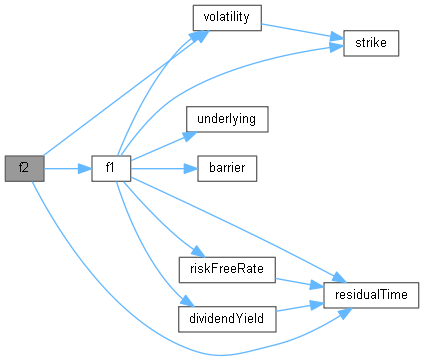 volatility
strike
underlying
f2
f1
barrier
riskFreeRate
residualTime
dividendYield